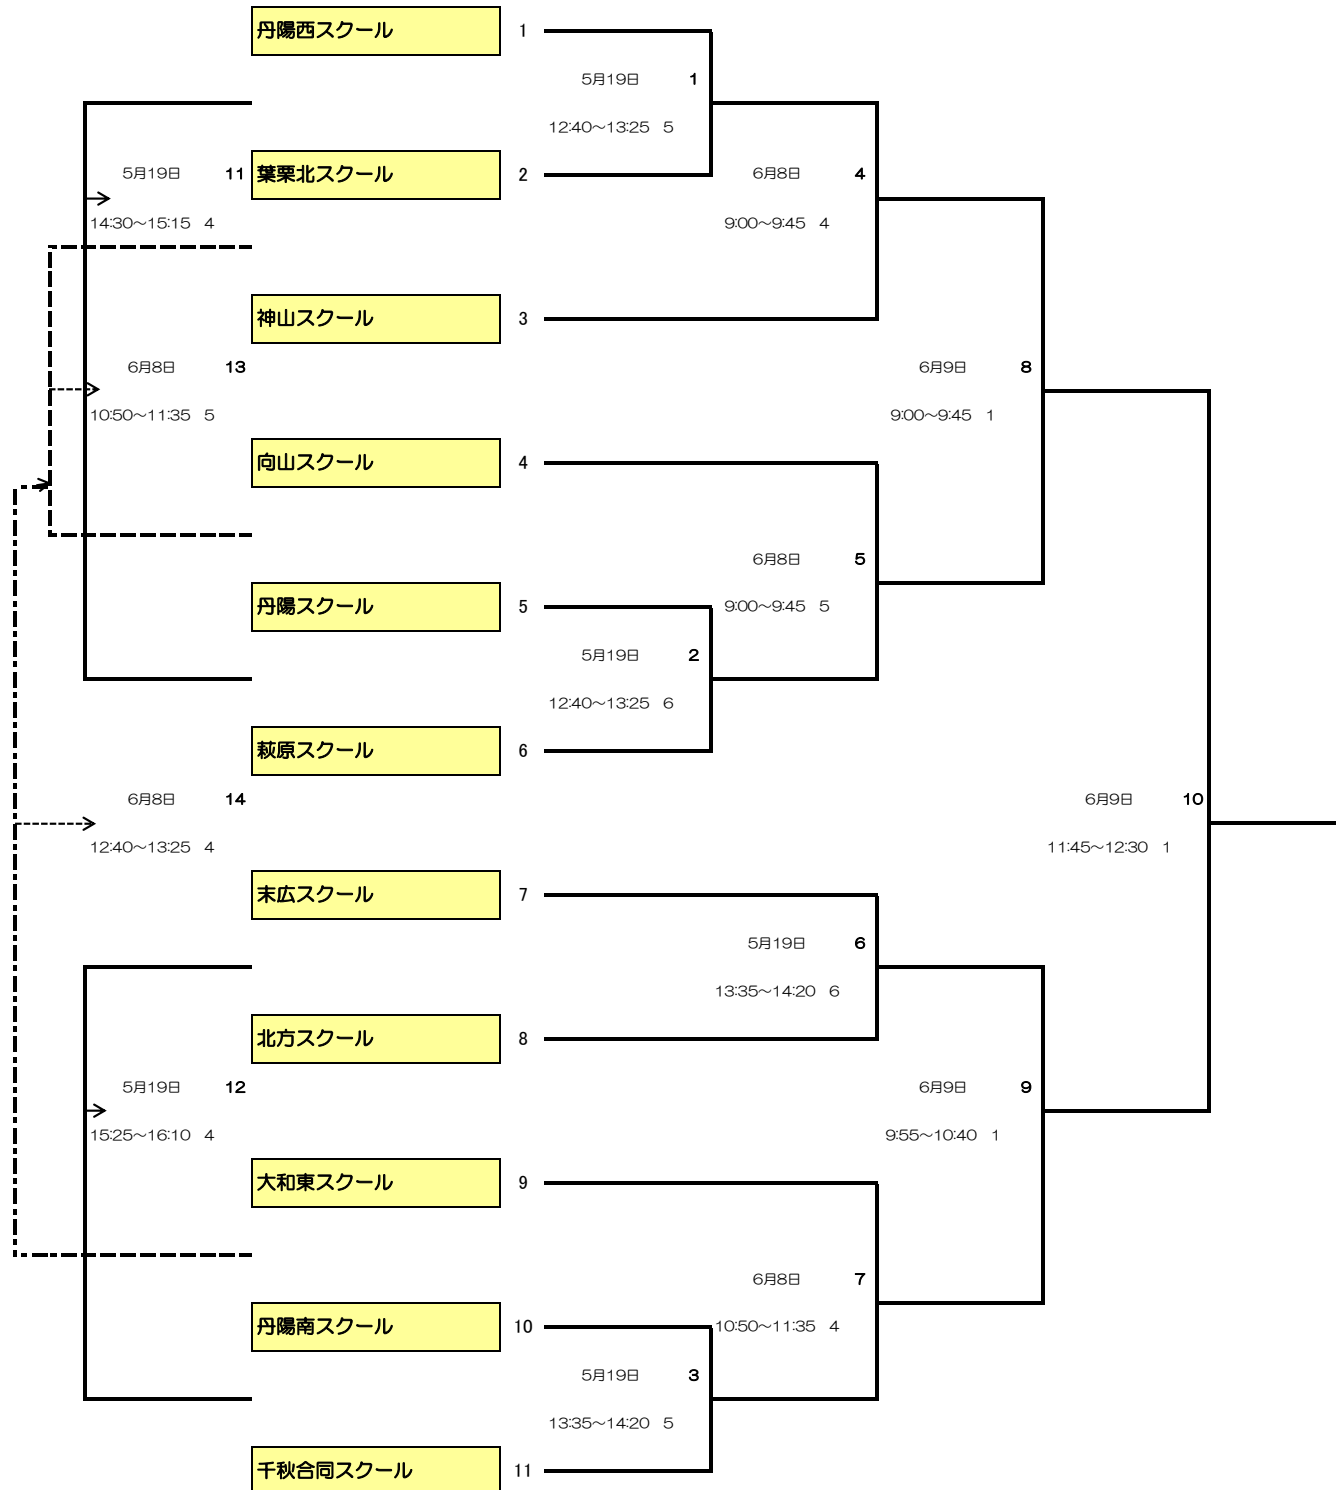 丹陽西スクール 1
5月19日 1
12:40～13:25 5
5月19日 11 葉栗北スクール 2 6月8日 4
14:30～15:15 4 9:00～9:45 4
神山スクール 3
6月8日 13 6月9日 8
10:50～11:35 5 9:00～9:45 1
向山スクール 4
6月8日 5
丹陽スクール 5 9:00～9:45 5
5月19日 2
12:40～13:25 6
萩原スクール 6
6月8日 14 6月9日 10
12:40～13:25 4 11:45～12:30 1
末広スクール 7
5月19日 6
13:35～14:20 6
北方スクール 8
5月19日 12 6月9日 9
15:25～16:10 4 9:55～10:40 1
大和東スクール 9
6月8日 7
丹陽南スクール 10 10:50～11:35 4
5月19日 3
13:35～14:20 5
千秋合同スクール 11